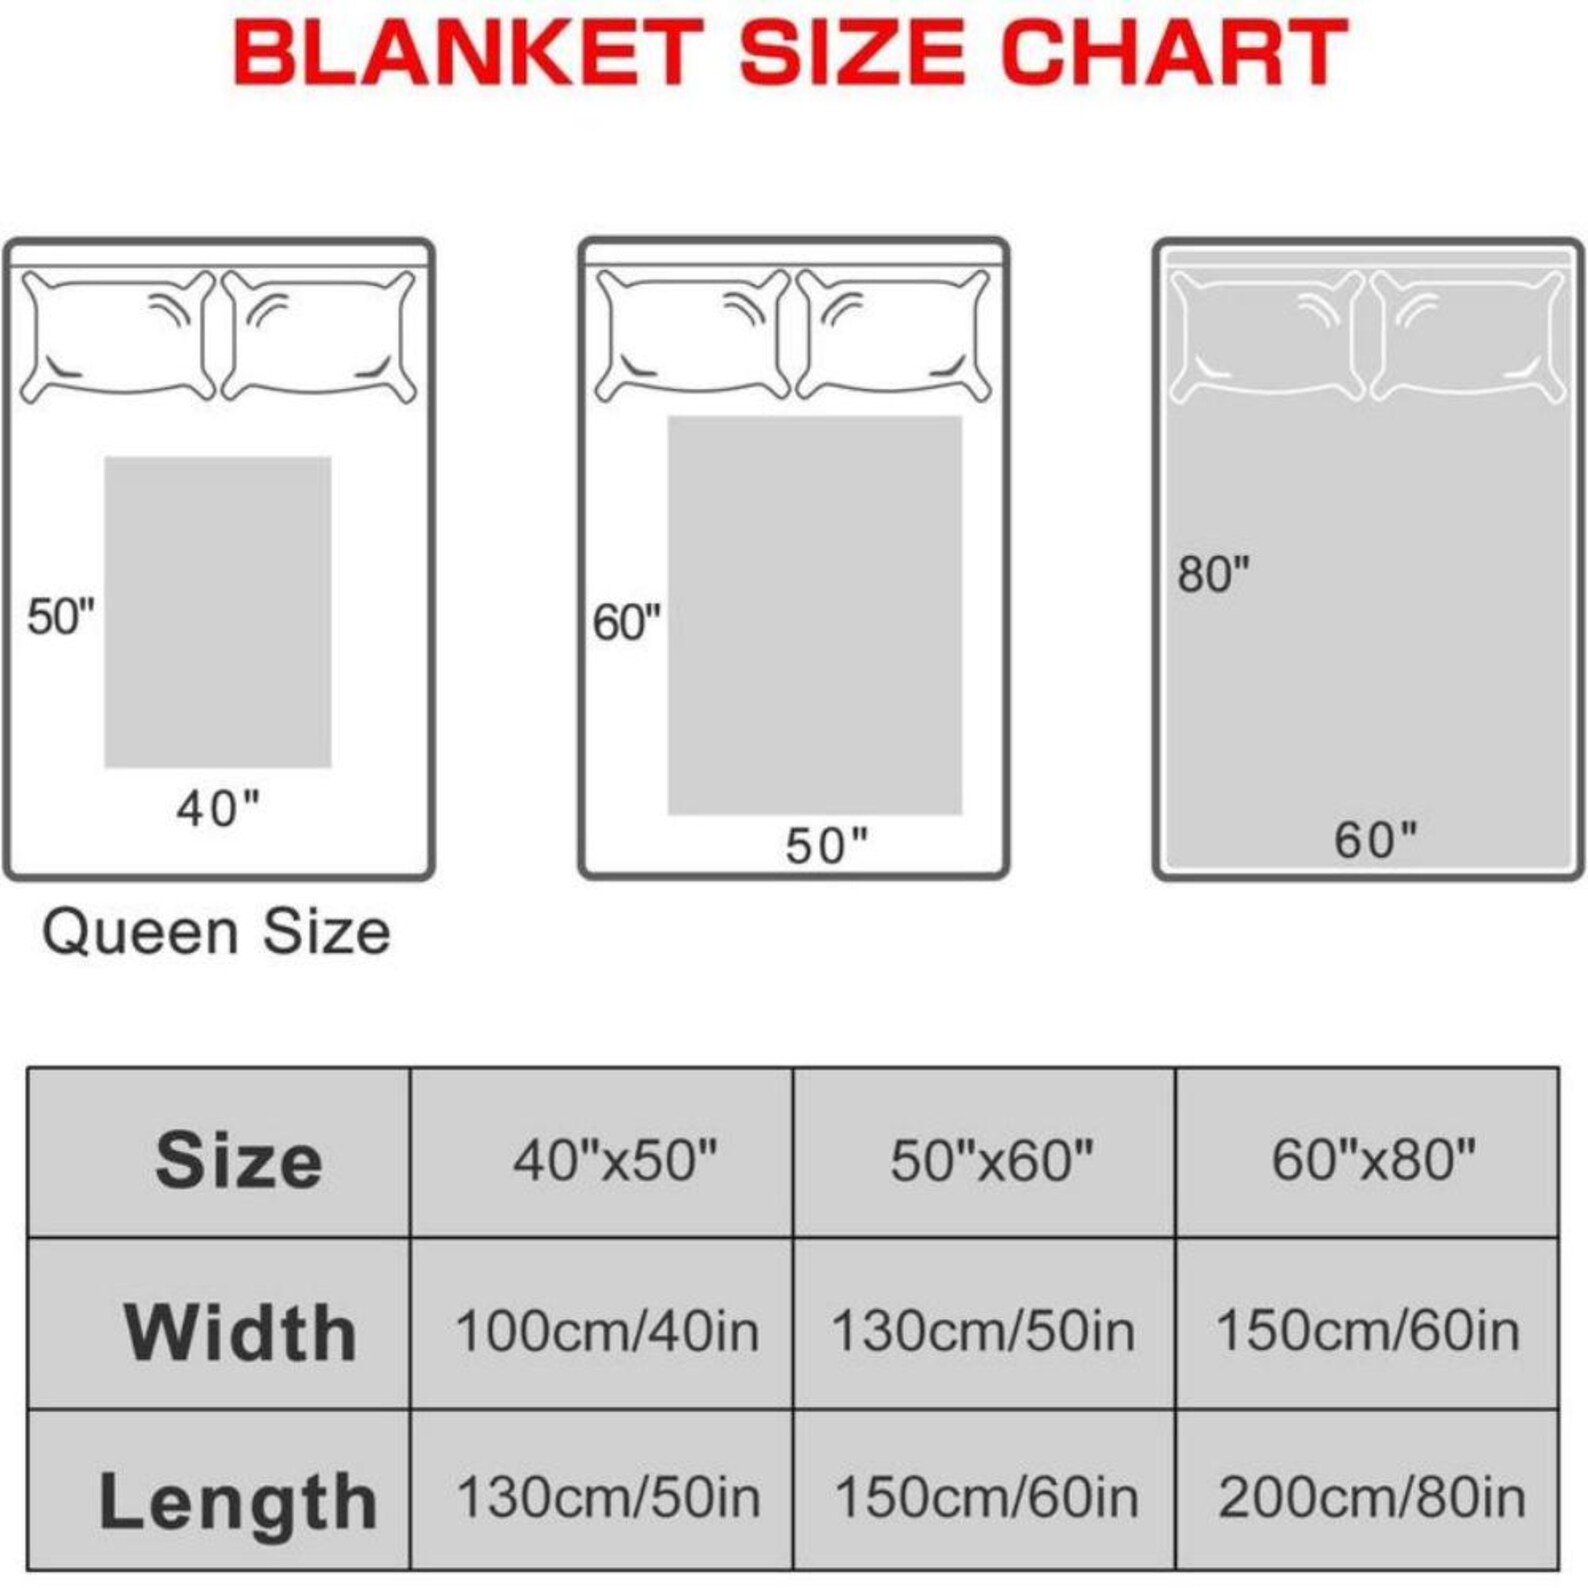 BLANKET SIZE CHART
50"
40"
60"
50"
80"
60"
Queen Size
Size 40"x50" 50"x60" 60"x80"
Width 100cm/40in 130cm/50in 150cm/60in
Length 130cm/50in 150cm/60in 200cm/80in